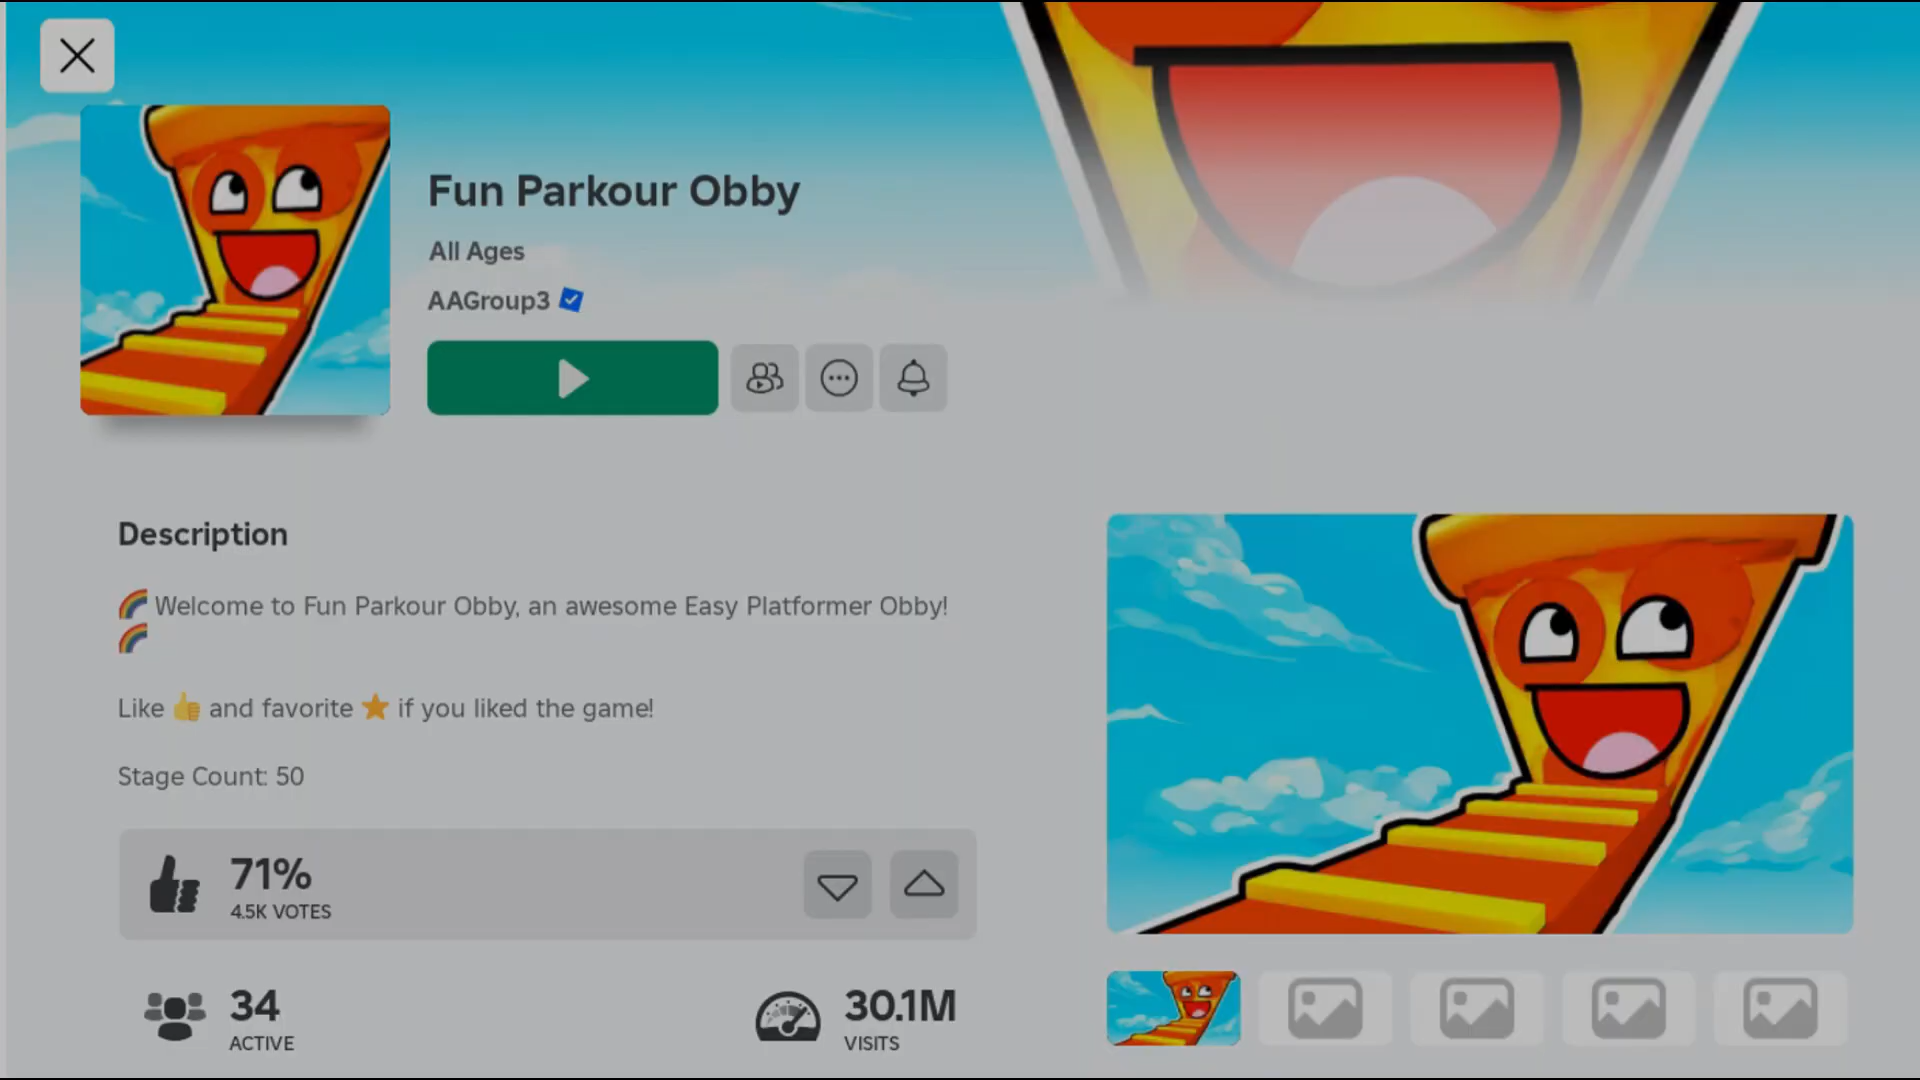 Fun Parkour Obby
All Ages
AAGroup3
Description
🌈 Welcome to Fun Parkour Obby, an awesome Easy Platformer Obby!
🌈
Like 👍 and favorite ⭐ if you liked the game!
Stage Count: 50
71%
4.5K VOTES
34
ACTIVE
30.1M
VISITS